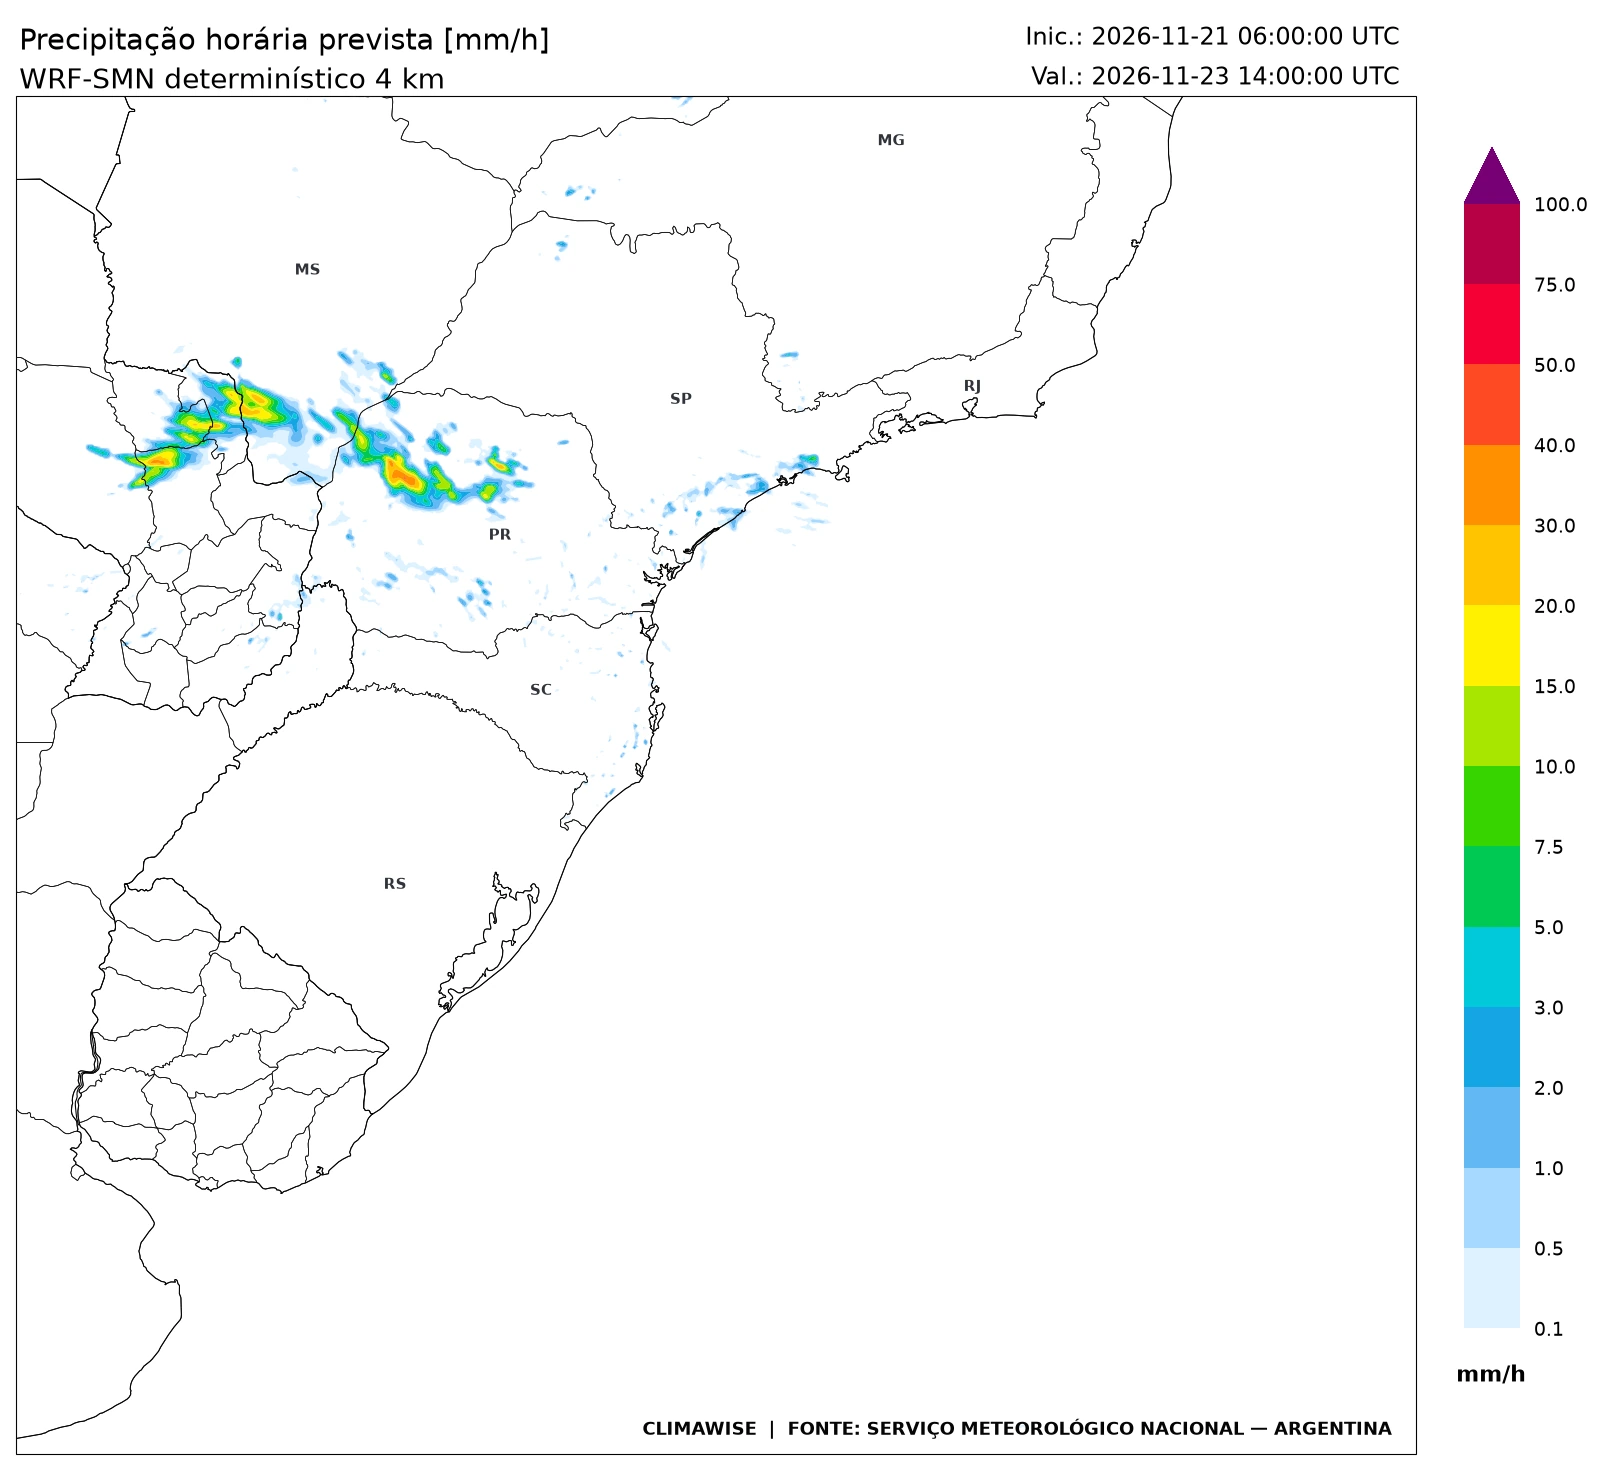 Precipitação horária prevista [mm/h]
WRF-SMN determinístico 4 km
Inic.: 2026-11-21 06:00:00 UTC
Val.: 2026-11-23 14:00:00 UTC
MG
MS
SP
RJ
PR
SC
RS
100.0
75.0
50.0
40.0
30.0
20.0
15.0
10.0
7.5
5.0
3.0
2.0
1.0
0.5
0.1
mm/h
CLIMAWISE | FONTE: SERVIÇO METEOROLÓGICO NACIONAL — ARGENTINA